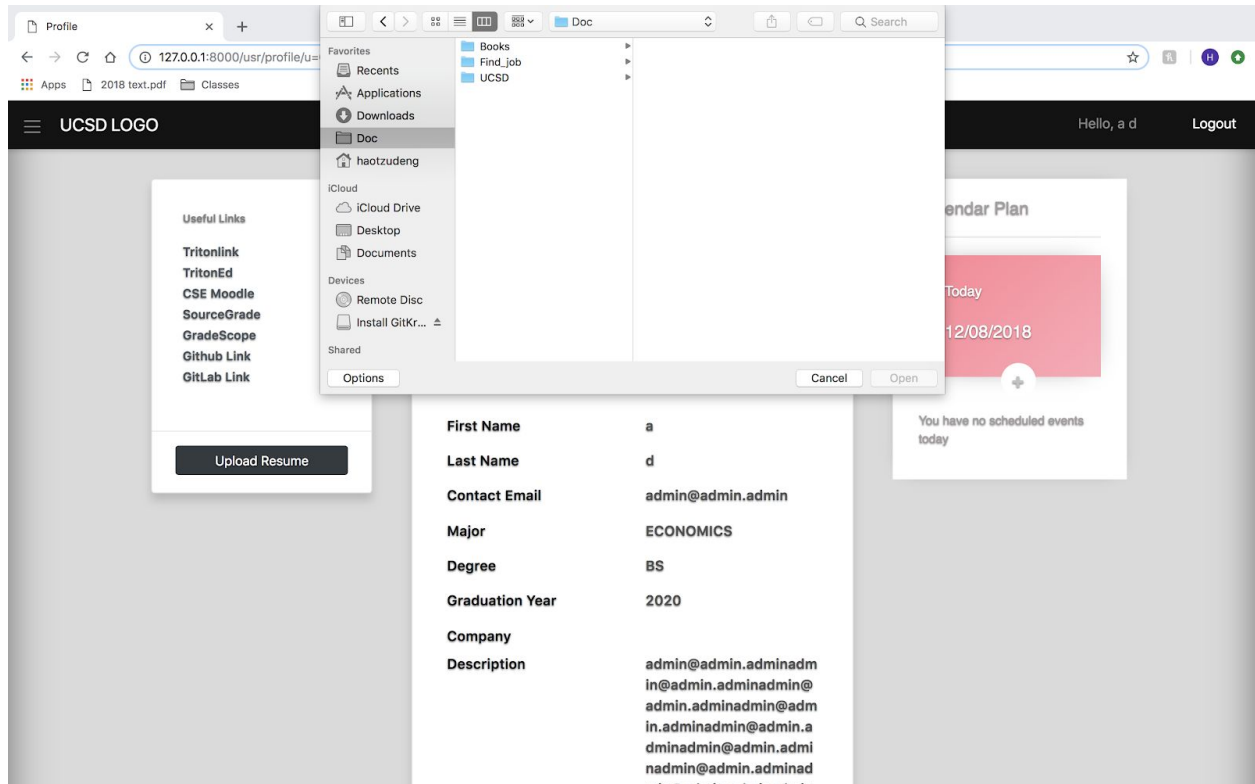 Profile
Doc
Search
127.0.0.1:8000/usr/profile/u=
H
Apps 2018 text.pdf Classes
UCSD LOGO
Hello, a d
Logout
Favorites
Recents
Applications
Downloads
Doc
haotzudeng
iCloud
iCloud Drive
Desktop
Documents
Devices
Remote Disc
Install GitKr...
Shared
Books
Find_job
UCSD
Options
Cancel
Open
Useful Links
Tritonlink
TritonEd
CSE Moodle
SourceGrade
GradeScope
Github Link
GitLab Link
Upload Resume
First Name a
Last Name d
Contact Email admin@admin.admin
Major ECONOMICS
Degree BS
Graduation Year 2020
Company
Description admin@admin.adminadm
in@admin.adminadmin@
admin.adminadmin@adm
in.adminadmin@admin.a
dminadmin@admin.admi
nadmin@admin.adminad
endar Plan
Today
12/08/2018
You have no scheduled events
today